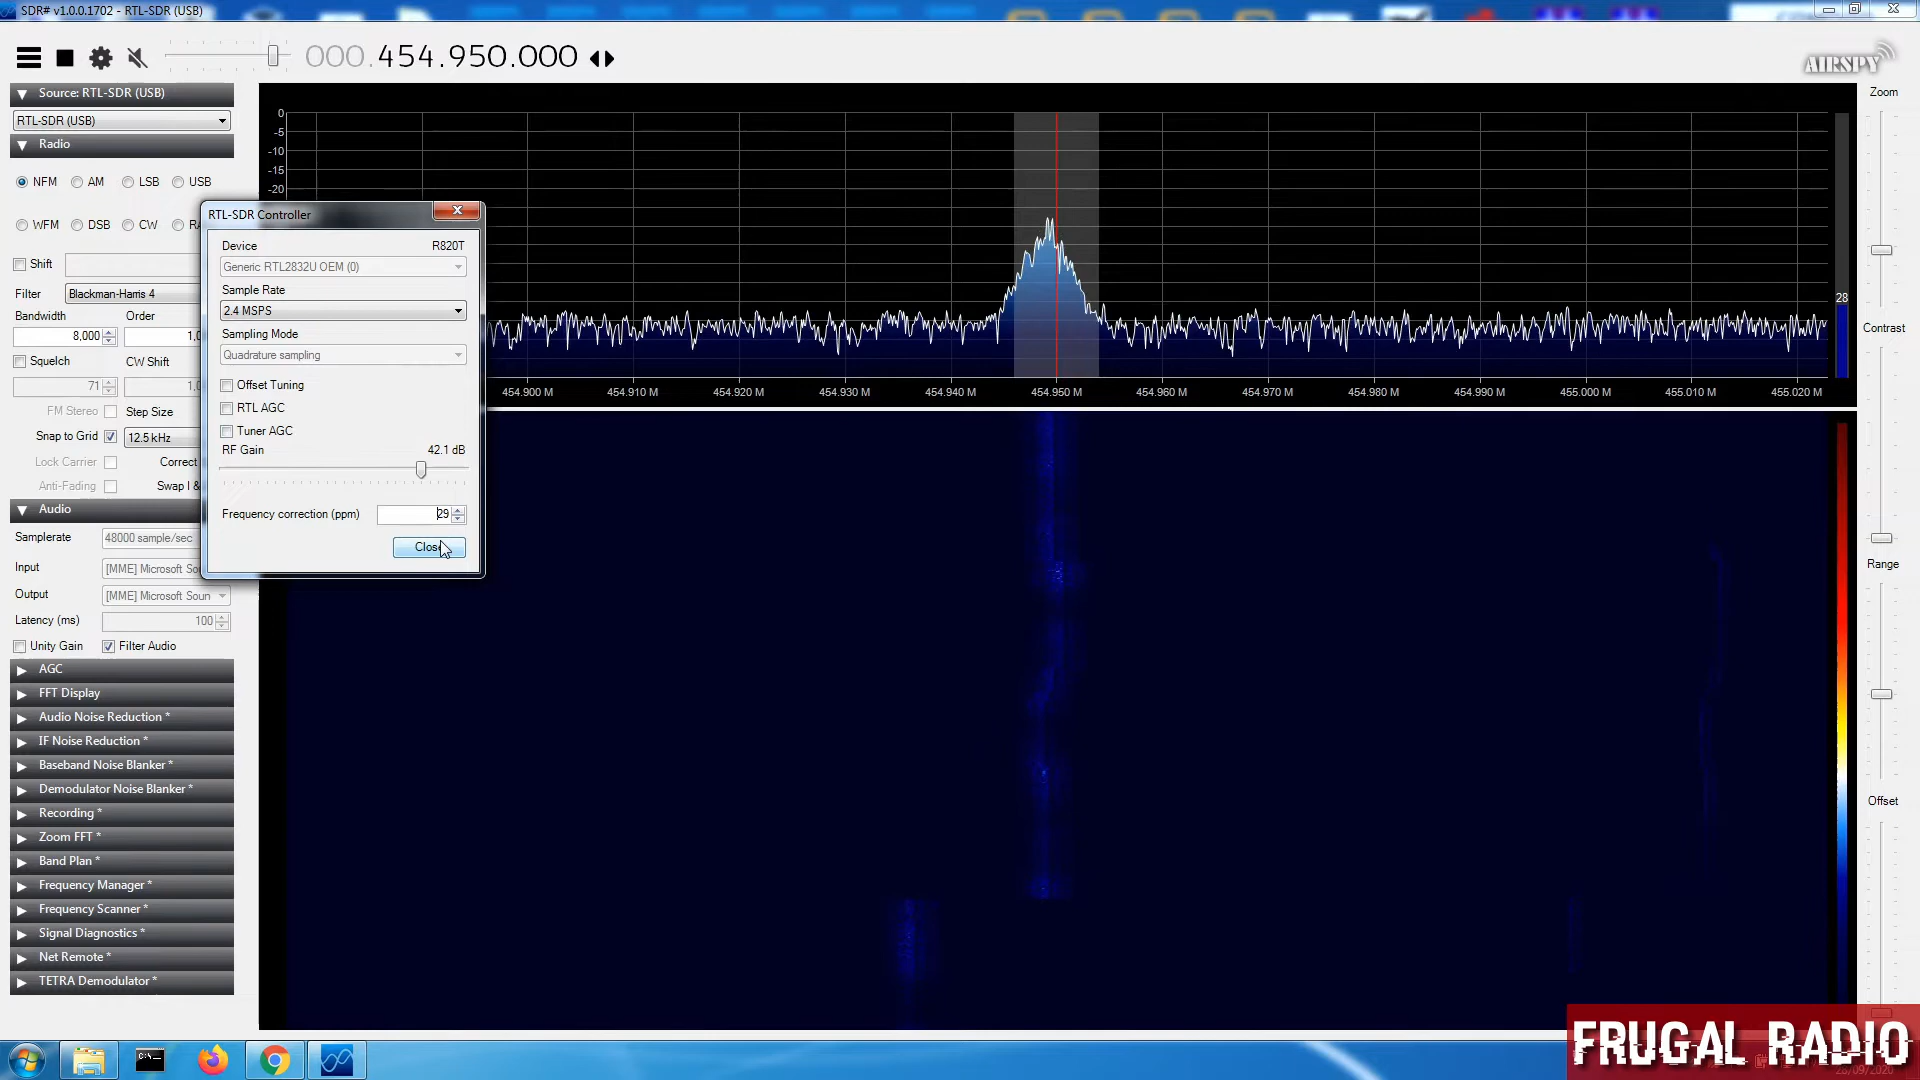 SDR# v1.0.0.1702 - RTL-SDR (USB)
000.454.950.000
AIRSPY
Source: RTL-SDR (USB)
RTL-SDR (USB)
Radio
NFM AM LSB USB
WFM DSB CW
Shift
Filter Blackman-Harris 4
Bandwidth Order
8,000 1,0
Squelch CW Shift
71 1,0
FM Stereo Step Size
Snap to Grid 12.5 kHz
Lock Carrier Correct
Anti-Fading Swap I &
Audio
Samplerate 48000 sample/sec
Input [MME] Microsoft So
Output [MME] Microsoft Soun
Latency (ms) 100
Unity Gain Filter Audio
AGC
FFT Display
Audio Noise Reduction *
IF Noise Reduction *
Baseband Noise Blanker *
Demodulator Noise Blanker *
Recording *
Zoom FFT *
Band Plan *
Frequency Manager *
Frequency Scanner *
Signal Diagnostics *
Net Remote *
TETRA Demodulator *
RTL-SDR Controller
Device R820T
Generic RTL2832U OEM (0)
Sample Rate
2.4 MSPS
Sampling Mode
Quadrature sampling
Offset Tuning
RTL AGC
Tuner AGC
RF Gain 42.1 dB
Frequency correction (ppm) 29
Close
0
-5
-10
-15
-20
28
454.900 M 454.910 M 454.920 M 454.930 M 454.940 M 454.950 M 454.960 M 454.970 M 454.980 M 454.990 M 455.000 M 455.010 M 455.020 M
Zoom
Contrast
Range
Offset
FRUGAL RADIO
28/09/2020